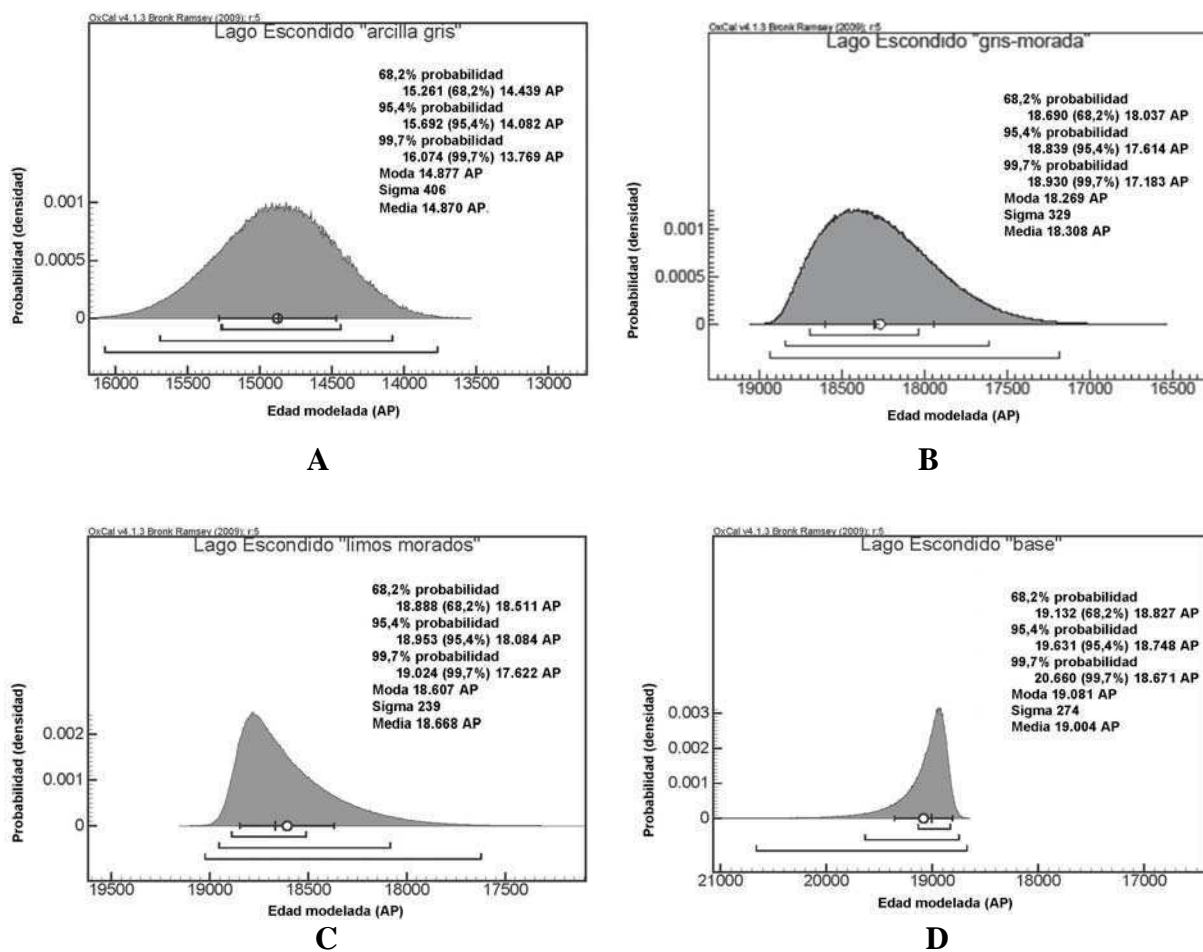 OxCal v4.1.3 Bronk Ramsey (2009); r:5
Lago Escondido "arcilla gris"
68,2% probabilidad
15.261 (68,2%) 14.439 AP
95,4% probabilidad
15.692 (95,4%) 14.082 AP
99,7% probabilidad
16.074 (99,7%) 13.769 AP
Moda 14.877 AP
Sigma 406
Media 14.870 AP.
Probabilidad (densidad)
0.001
0.0005
0
16000 15500 15000 14500 14000 13500 13000
Edad modelada (AP)
A
OxCal v4.1.3 Bronk Ramsey (2009); r:5
Lago Escondido "gris-morada"
68,2% probabilidad
18.690 (68,2%) 18.037 AP
95,4% probabilidad
18.839 (95,4%) 17.614 AP
99,7% probabilidad
18.930 (99,7%) 17.183 AP
Moda 18.269 AP
Sigma 329
Media 18.308 AP
Probabilidad (densidad)
0.001
0.0005
0
19000 18500 18000 17500 17000 16500
Edad modelada (AP)
B
OxCal v4.1.3 Bronk Ramsey (2009); r:5
Lago Escondido "limos morados"
68,2% probabilidad
18.888 (68,2%) 18.511 AP
95,4% probabilidad
18.953 (95,4%) 18.084 AP
99,7% probabilidad
19.024 (99,7%) 17.622 AP
Moda 18.607 AP
Sigma 239
Media 18.668 AP
Probabilidad (densidad)
0.002
0.001
0
19500 19000 18500 18000 17500
Edad modelada (AP)
C
OxCal v4.1.3 Bronk Ramsey (2009); r:5
Lago Escondido "base"
68,2% probabilidad
19.132 (68,2%) 18.827 AP
95,4% probabilidad
19.631 (95,4%) 18.748 AP
99,7% probabilidad
20.660 (99,7%) 18.671 AP
Moda 19.081 AP
Sigma 274
Media 19.004 AP
Probabilidad (densidad)
0.003
0.002
0.001
0
21000 20000 19000 18000 17000
Edad modelada (AP)
D